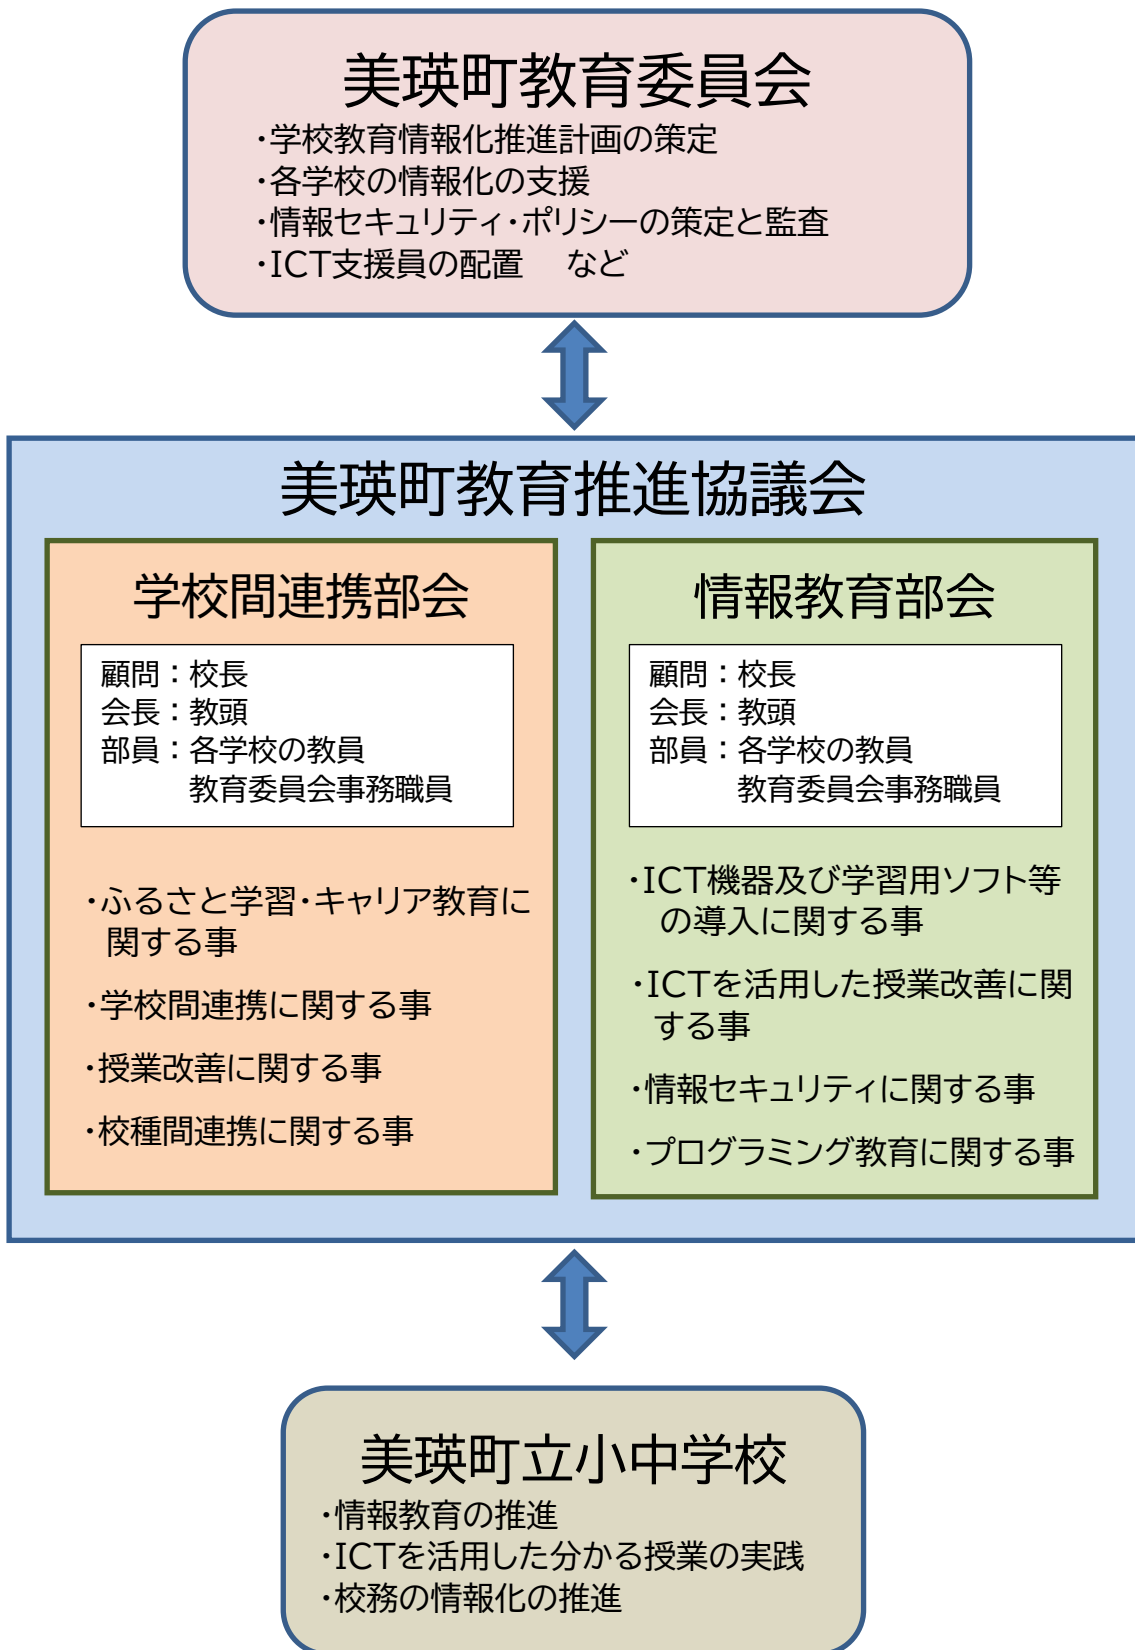 美瑛町教育委員会
・学校教育情報化推進計画の策定
・各学校の情報化の支援
・情報セキュリティ・ポリシーの策定と監査
・ICT支援員の配置　など
美瑛町教育推進協議会
学校間連携部会
顧問：校長
会長：教頭
部員：各学校の教員
教育委員会事務職員
・ふるさと学習・キャリア教育に
関する事
・学校間連携に関する事
・授業改善に関する事
・校種間連携に関する事
情報教育部会
顧問：校長
会長：教頭
部員：各学校の教員
教育委員会事務職員
・ICT機器及び学習用ソフト等
の導入に関する事
・ICTを活用した授業改善に関
する事
・情報セキュリティに関する事
・プログラミング教育に関する事
美瑛町立小中学校
・情報教育の推進
・ICTを活用した分かる授業の実践
・校務の情報化の推進